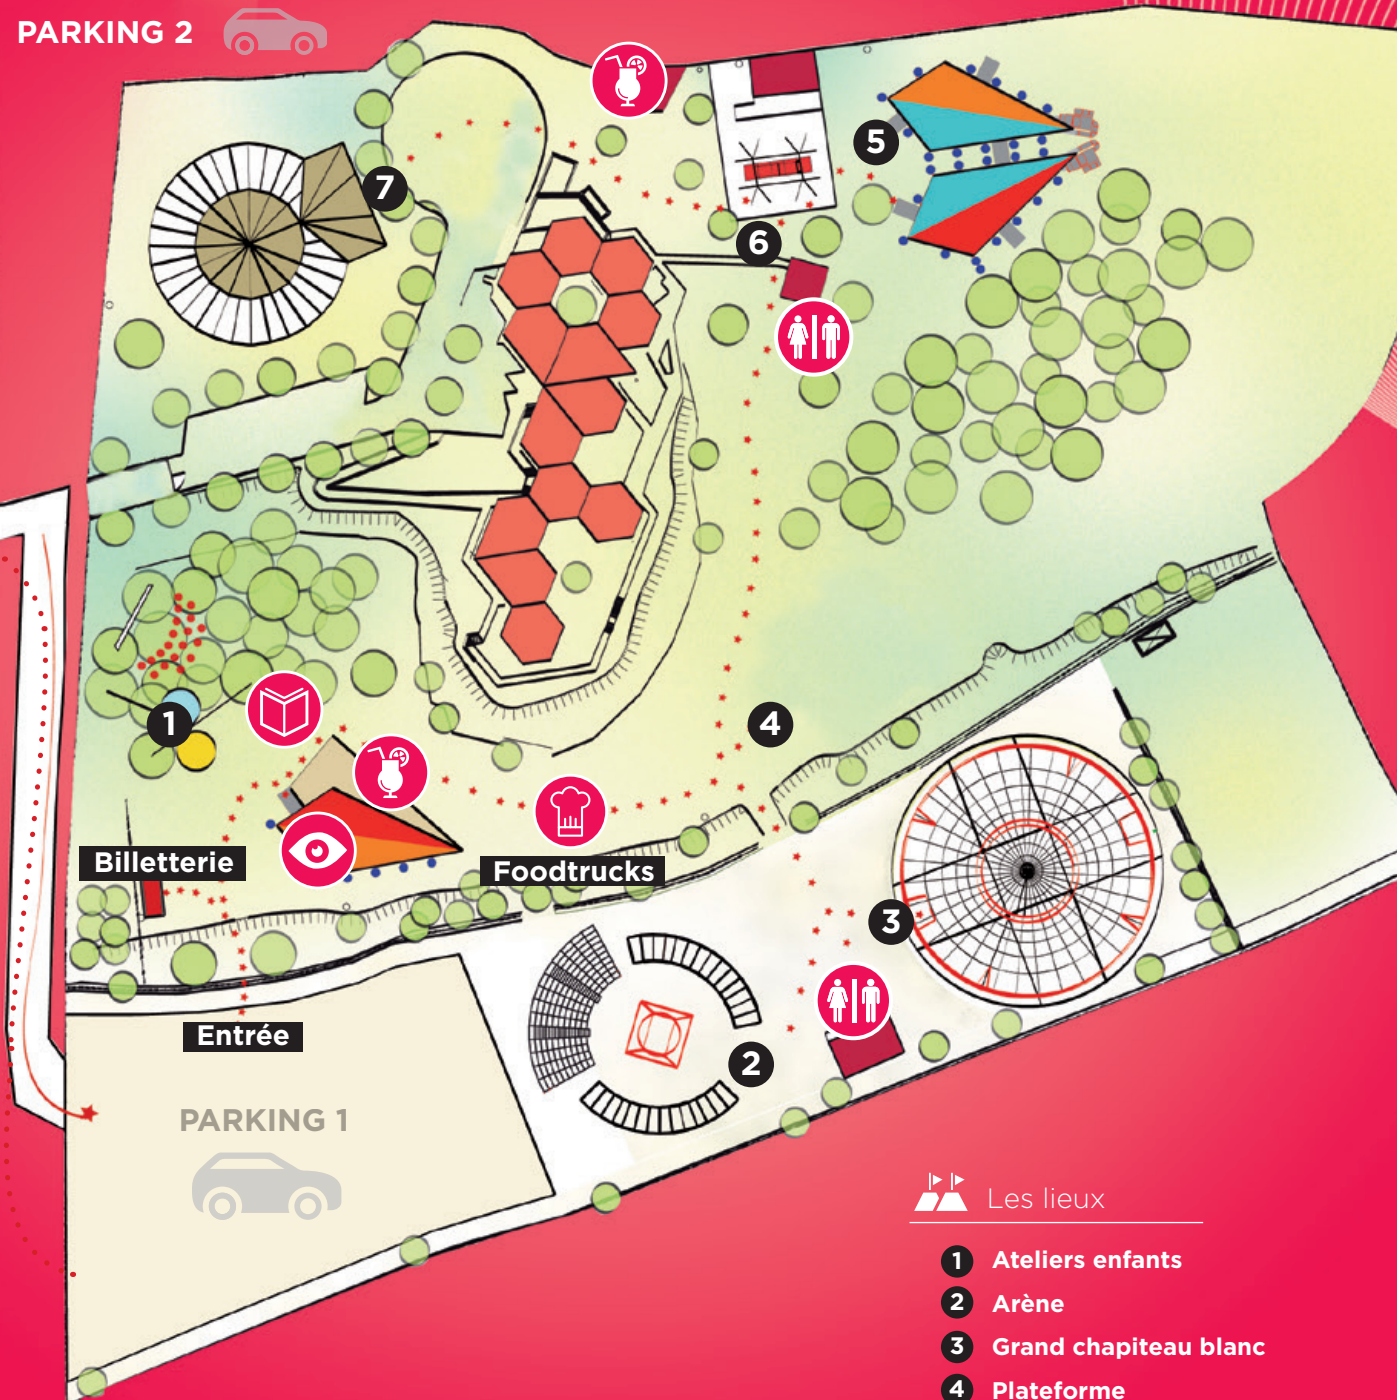 PARKING 2
5
7
6
4
1
Billetterie
Foodtrucks
3
Entrée
2
PARKING 1
Les lieux
1 Ateliers enfants
2 Arène
3 Grand chapiteau blanc
4 Plateforme